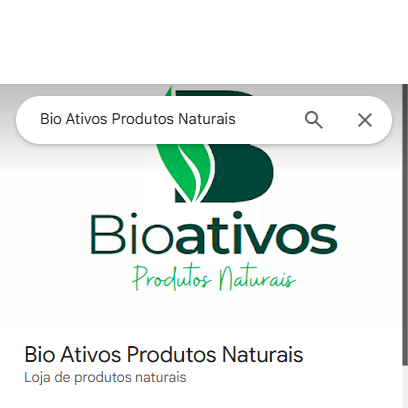 Bio Ativos Produtos Naturais
Bioativos
Produtos Naturais
Bio Ativos Produtos Naturais
Loja de produtos naturais